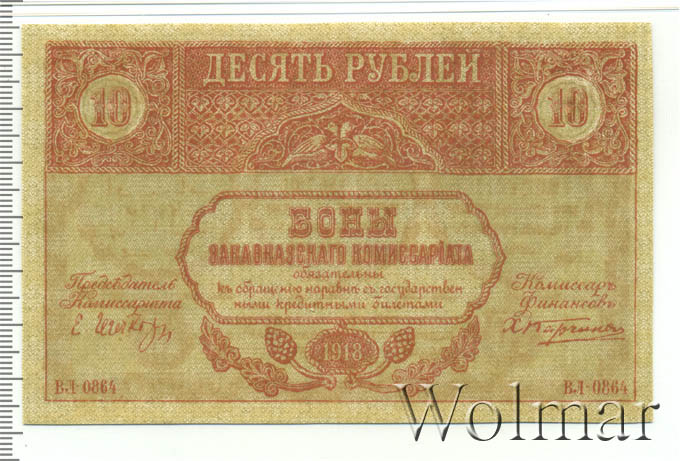 ДЕСЯТЬ РУБЛЕЙ
10 10
БОНЫ
ЗАКАВКАЗСКАГО КОМИССАРІАТА
обязательны
къ обращенію наравнѣ съ государствен-
ными кредитными билетами
Предсѣдатель
Комиссарiата
Комиссаръ
Финансовъ
1918
ВЛ-0864 ВЛ-0864
Wolmar